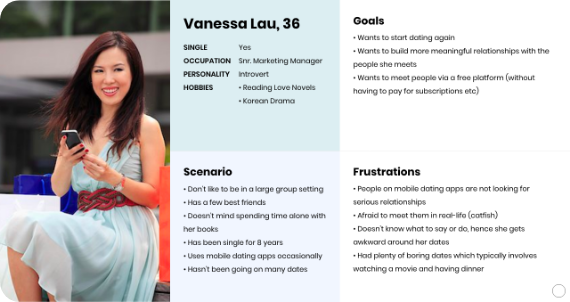 Vanessa Lau, 36
SINGLE Yes
OCCUPATION Snr. Marketing Manager
PERSONALITY Introvert
HOBBIES • Reading Love Novels
• Korean Drama
Goals
• Wants to start dating again
• Wants to build more meaningful relationships with the
people she meets
• Wants to meet people via a free platform (without
having to pay for subscriptions etc)
Scenario
• Don't like to be in a large group setting
• Has a few best friends
• Doesn't mind spending time alone with
her books
• Has been single for 8 years
• Uses mobile dating apps occasionally
• Hasn't been going on many dates
Frustrations
• People on mobile dating apps are not looking for
serious relationships
• Afraid to meet them in real-life (catfish)
• Doesn't know what to say or do, hence she gets
awkward around her dates
• Had plenty of boring dates which typically involves
watching a movie and having dinner